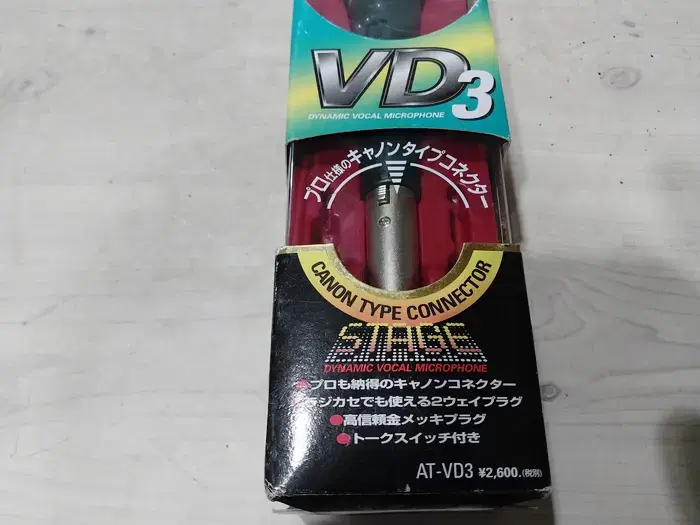 VD3
DYNAMIC VOCAL MICROPHONE
プロ仕様のキャノンタイプコネクター
CANON TYPE CONNECTOR
STAGE
DYNAMIC VOCAL MICROPHONE
●プロも納得のキャノンコネクター
●ラジカセでも使える2ウェイプラグ
●高信頼金メッキプラグ
●トークスイッチ付き
AT-VD3 ¥2,600.(税別)